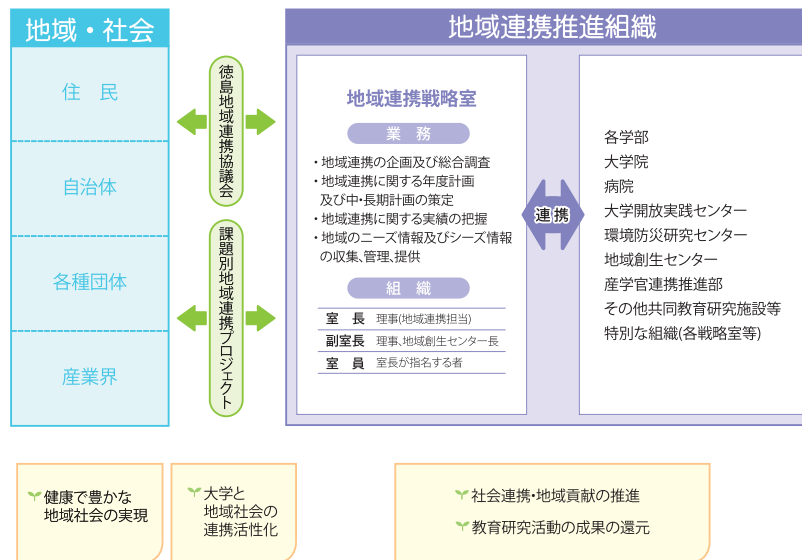 地域・社会
住　民
自治体
各種団体
産業界
徳島地域連携協議会
課題別地域連携プロジェクト
地域連携推進組織
地域連携戦略室
業　務
・地域連携の企画及び総合調査
・地域連携に関する年度計画
及び中・長期計画の策定
・地域連携に関する実績の把握
・地域のニーズ情報及びシーズ情報
の収集、管理、提供
組　織
室　長　理事(地域連携担当)
副室長　理事、地域創生センター長
室　員　室長が指名する者
連携
各学部
大学院
病院
大学開放実践センター
環境防災研究センター
地域創生センター
産学官連携推進部
その他共同教育研究施設等
特別な組織(各戦略室等)
健康で豊かな
地域社会の実現
大学と
地域社会の
連携活性化
社会連携・地域貢献の推進
教育研究活動の成果の還元